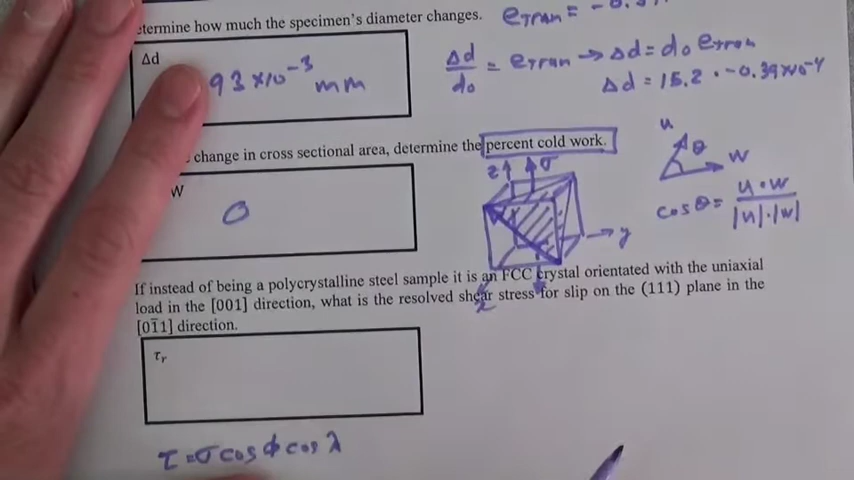 etermine how much the specimen's diameter changes.
e_TRAN = -0.3
Δd
93 x10⁻³ mm
Δd/d₀ = e_TRAN → Δd = d₀ e_TRAN
Δd = 15.2 · -0.39x10⁻⁴
change in cross sectional area, determine the percent cold work.
W
0
z σ
y
x
u
θ
w
cos θ = u · w / |u| · |w|
If instead of being a polycrystalline steel sample it is an FCC crystal orientated with the uniaxial
load in the [001] direction, what is the resolved shear stress for slip on the (111) plane in the
[01̅1] direction.
τᵣ
τ = σ cos ϕ cos λ